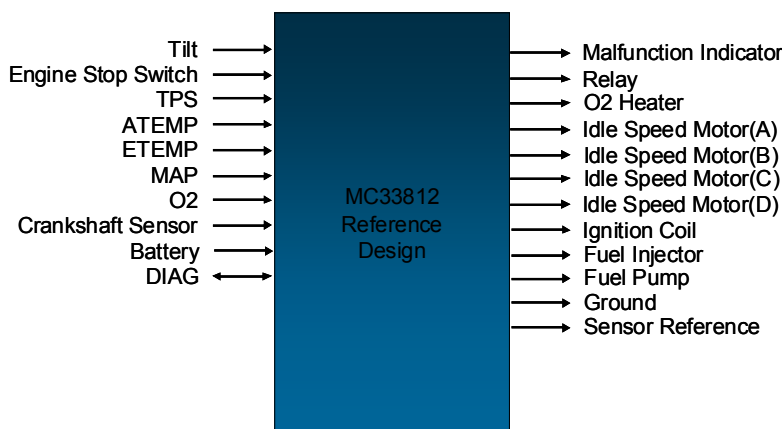 Tilt
Engine Stop Switch
TPS
ATEMP
ETEMP
MAP
O2
Crankshaft Sensor
Battery
DIAG
MC33812
Reference
Design
Malfunction Indicator
Relay
O2 Heater
Idle Speed Motor(A)
Idle Speed Motor(B)
Idle Speed Motor(C)
Idle Speed Motor(D)
Ignition Coil
Fuel Injector
Fuel Pump
Ground
Sensor Reference